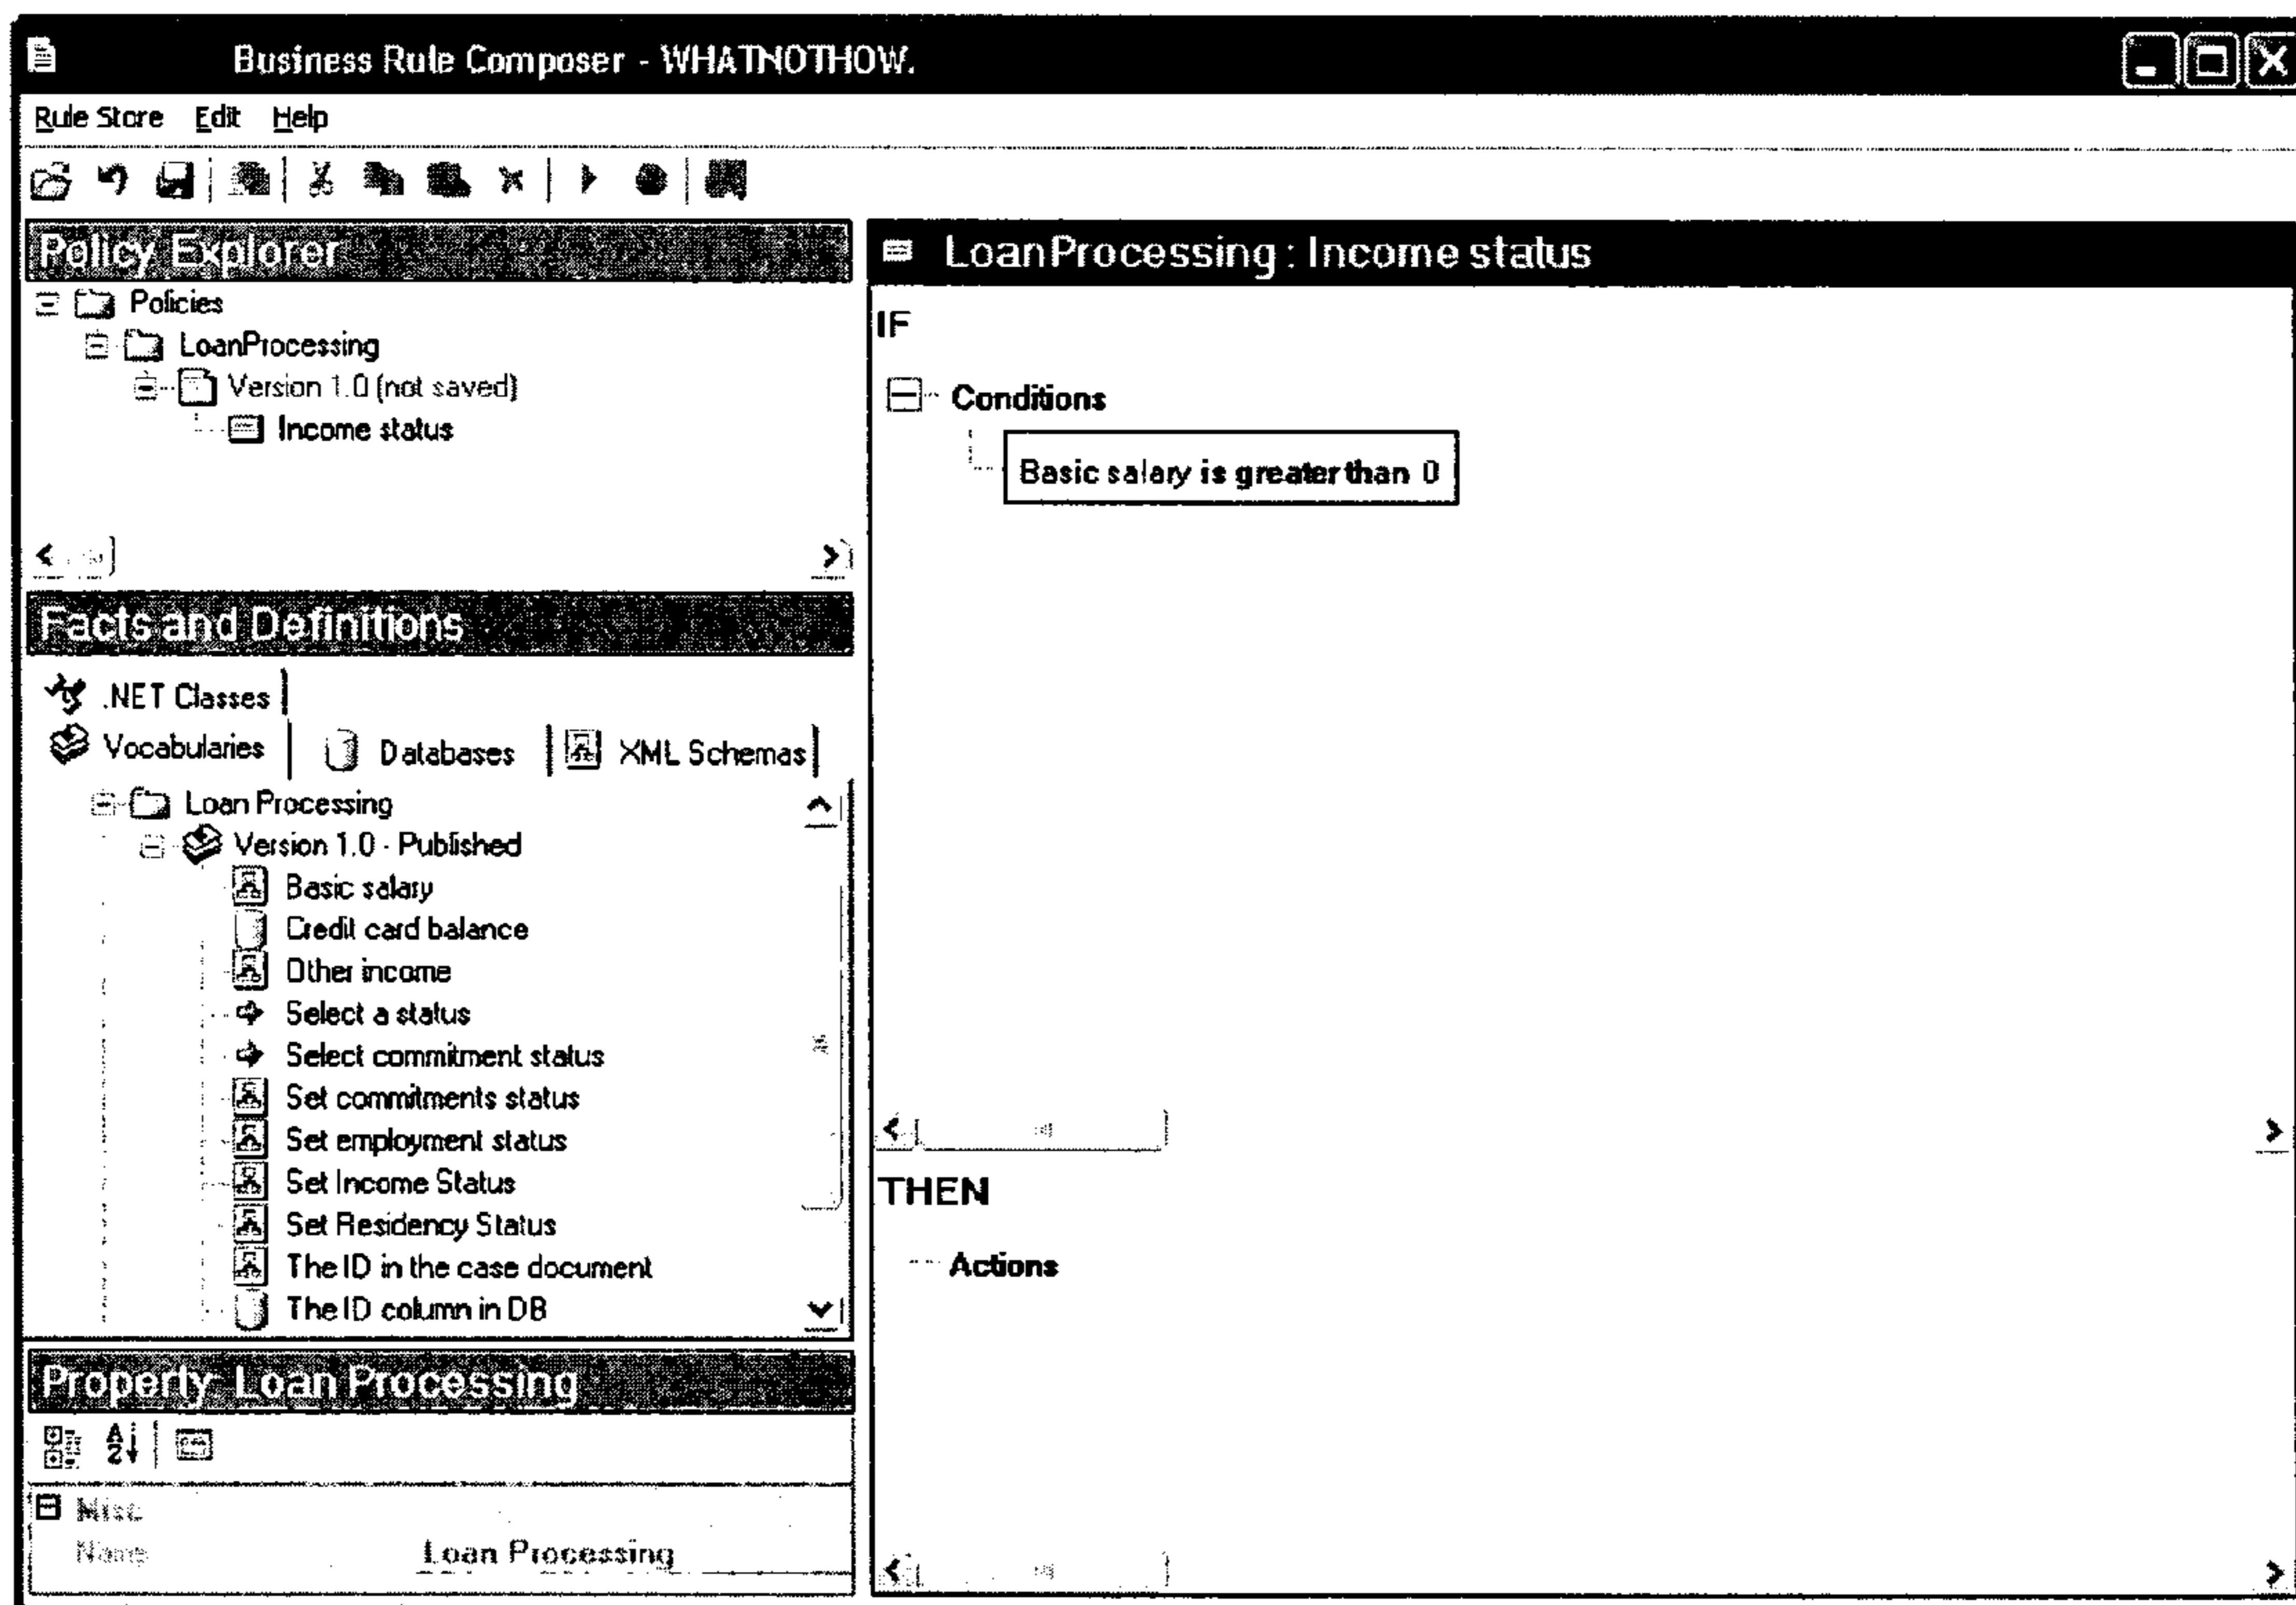 Business Rule Composer - WHATNOTHOW.
Rule Store Edit Help
Policy Explorer
Policies
LoanProcessing
Version 1.0 (not saved)
Income status
Facts and Definitions
.NET Classes
Vocabularies Databases XML Schemas
Loan Processing
Version 1.0 - Published
Basic salary
Credit card balance
Other income
Select a status
Select commitment status
Set commitments status
Set employment status
Set Income Status
Set Residency Status
The ID in the case document
The ID column in DB
Property- Loan Processing
Misc
Name Loan Processing
LoanProcessing : Income status
IF
Conditions
Basic salary is greater than 0
THEN
Actions